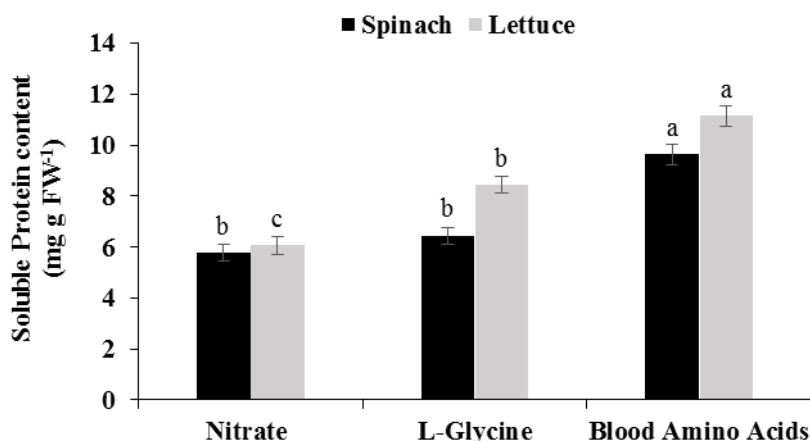 Spinach Lettuce
Soluble Protein content
(mg g FW-1)
14
12
10
8
6
4
2
0
b
c
b
b
a
a
Nitrate
L-Glycine
Blood Amino Acids